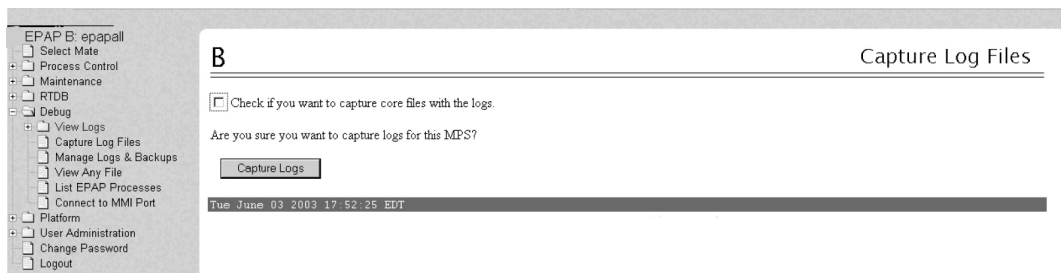 EPAP B: epapall
Select Mate
Process Control
Maintenance
RTDB
Debug
View Logs
Capture Log Files
Manage Logs & Backups
View Any File
List EPAP Processes
Connect to MMI Port
Platform
User Administration
Change Password
Logout
B
Capture Log Files
Check if you want to capture core files with the logs.
Are you sure you want to capture logs for this MPS?
Capture Logs
Tue June 03 2003 17:52:25 EDT